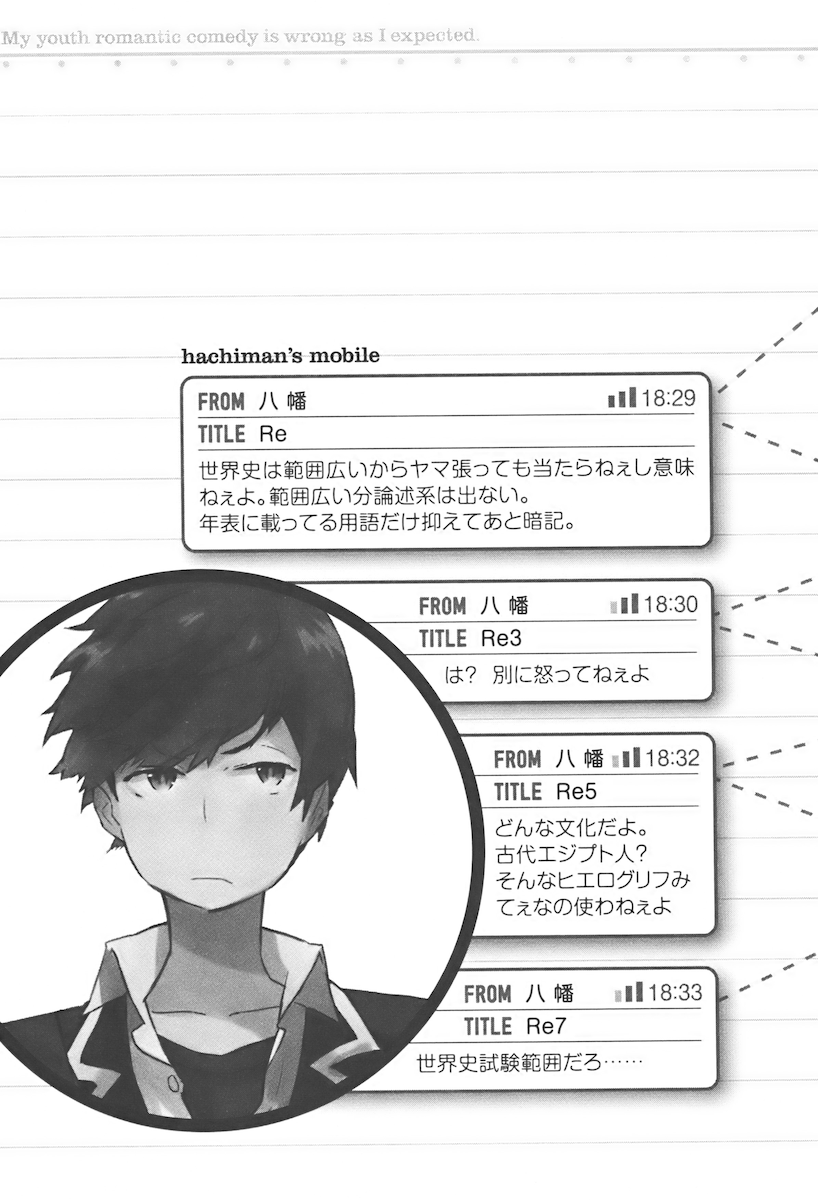 My youth romantic comedy is wrong as I expected.
hachiman's mobile
FROM 八幡 18:29
TITLE Re
世界史は範囲広いからヤマ張っても当たらねぇし意味
ねぇよ。範囲広い分論述系は出ない。
年表に載ってる用語だけ抑えてあと暗記。
FROM 八幡 18:30
TITLE Re3
は? 別に怒ってねぇよ
FROM 八幡 18:32
TITLE Re5
どんな文化だよ。
古代エジプト人?
そんなヒエログリフみ
てぇなの使わねぇよ
FROM 八幡 18:33
TITLE Re7
世界史試験範囲だろ……